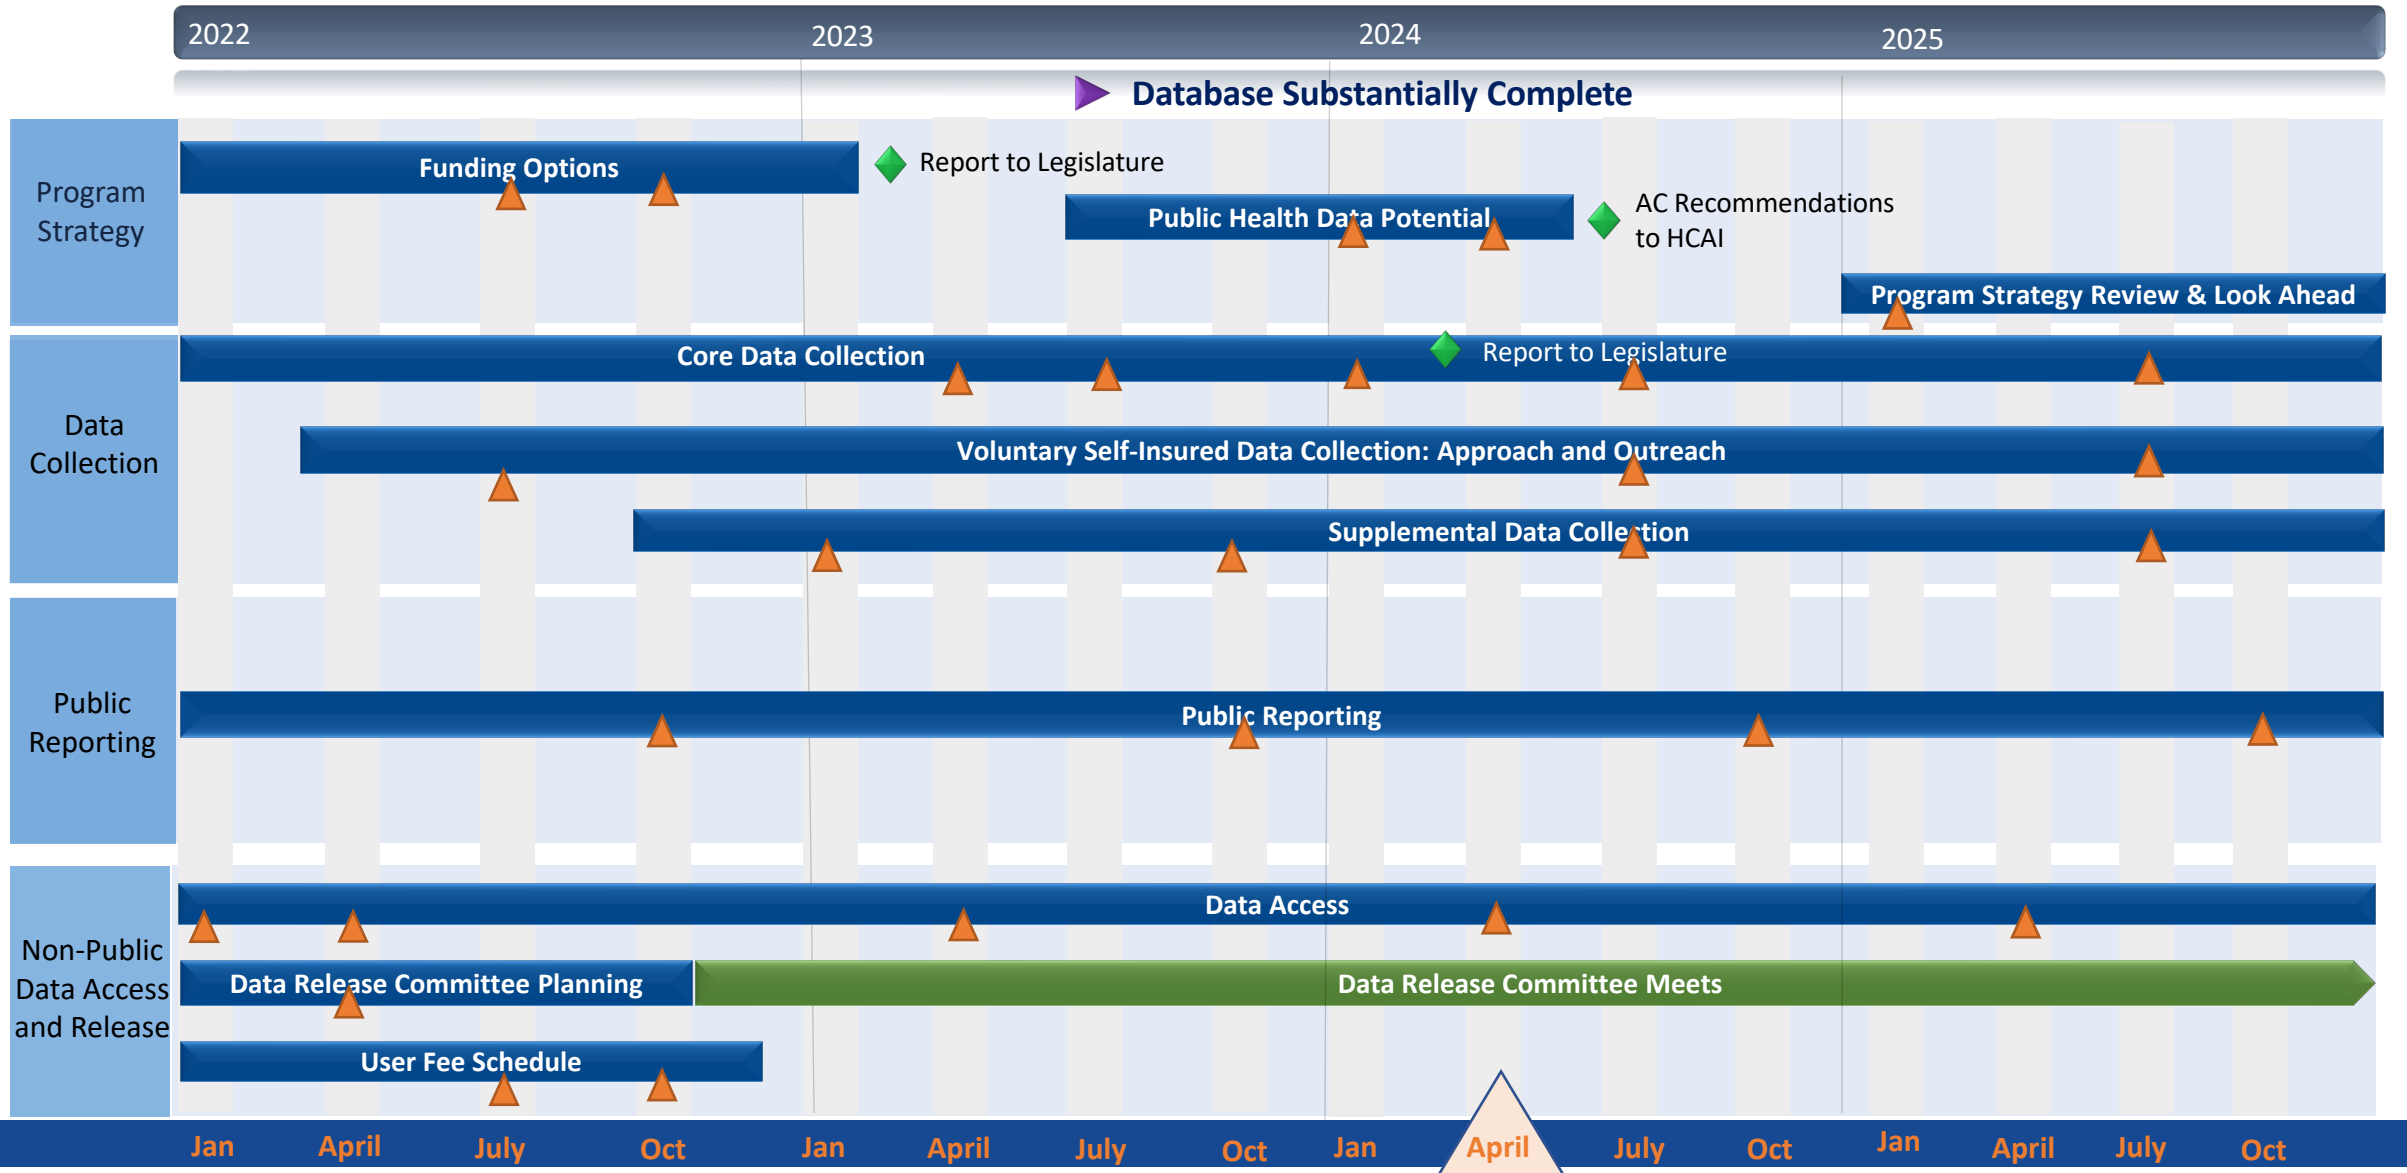 2022
2023
2024
2025
Database Substantially Complete
Program
Strategy
Funding Options
Report to Legislature
Public Health Data Potential
AC Recommendations
to HCAI
Program Strategy Review & Look Ahead
Data
Collection
Core Data Collection
Report to Legislature
Voluntary Self-Insured Data Collection: Approach and Outreach
Supplemental Data Collection
Public
Reporting
Public Reporting
Non-Public
Data Access
and Release
Data Access
Data Release Committee Planning
Data Release Committee Meets
User Fee Schedule
Jan
April
July
Oct
Jan
April
July
Oct
Jan
April
July
Oct
Jan
April
July
Oct